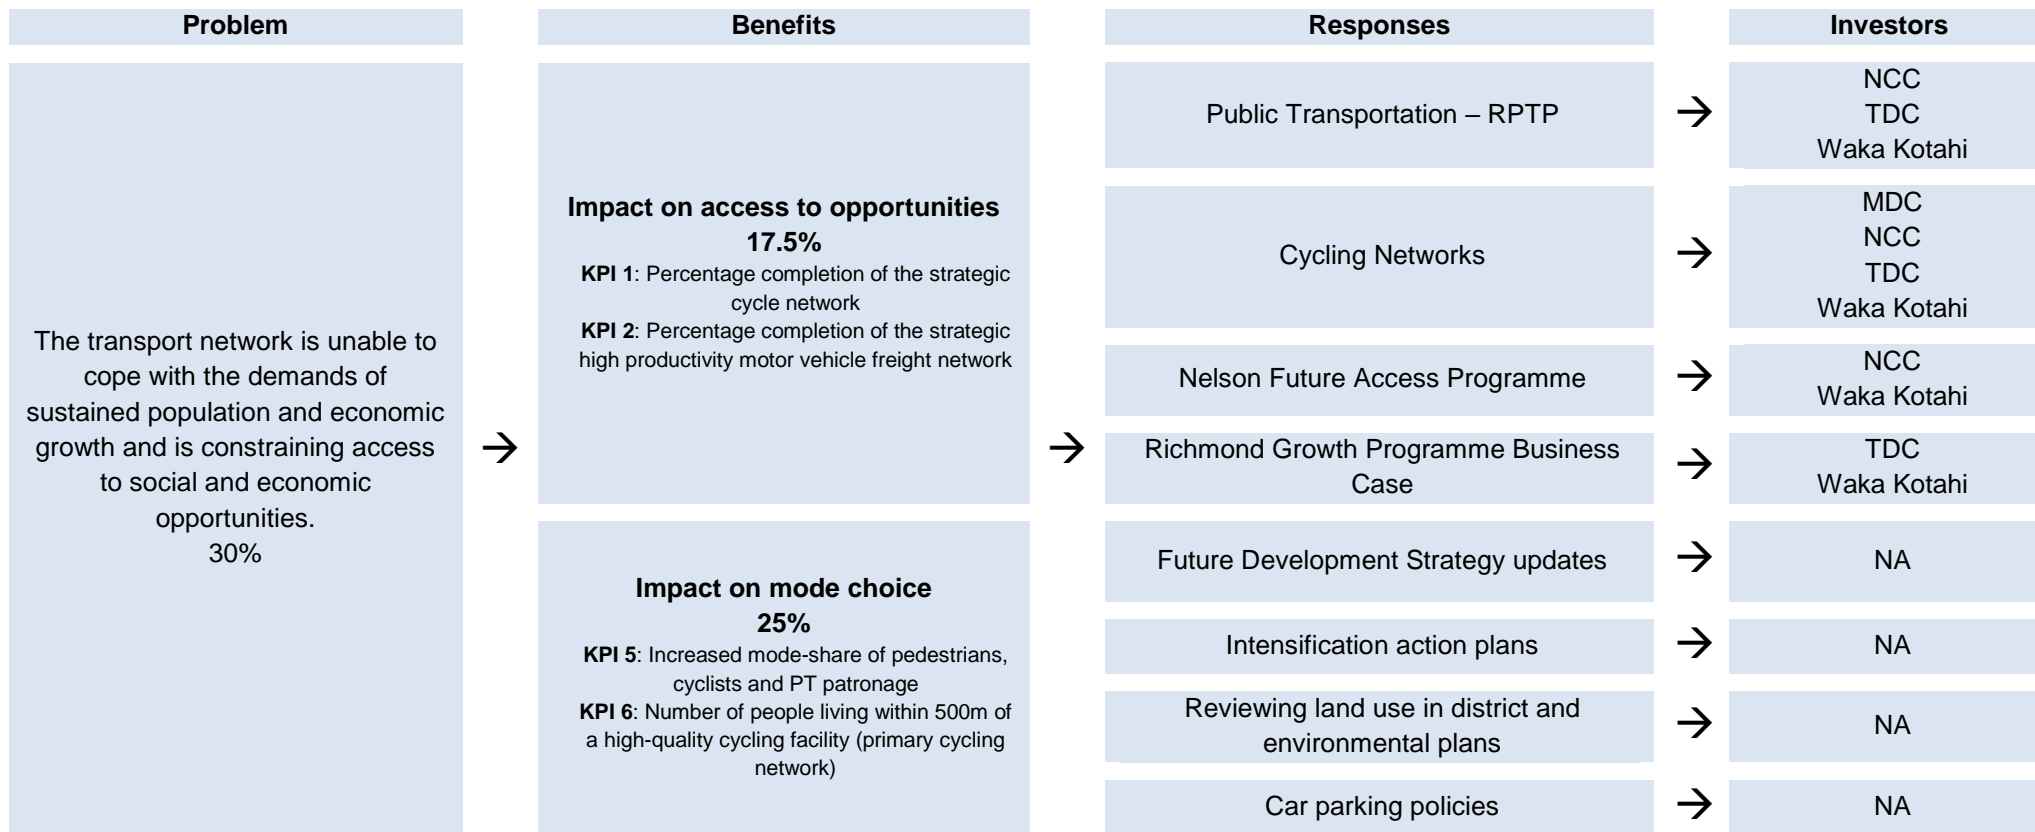 Problem
Benefits
Responses
Investors
The transport network is unable to
cope with the demands of
sustained population and economic
growth and is constraining access
to social and economic
opportunities.
30%
Impact on access to opportunities
17.5%
KPI 1: Percentage completion of the strategic
cycle network
KPI 2: Percentage completion of the strategic
high productivity motor vehicle freight network
Impact on mode choice
25%
KPI 5: Increased mode-share of pedestrians,
cyclists and PT patronage
KPI 6: Number of people living within 500m of
a high-quality cycling facility (primary cycling
network)
Public Transportation – RPTP
NCC
TDC
Waka Kotahi
Cycling Networks
MDC
NCC
TDC
Waka Kotahi
Nelson Future Access Programme
NCC
Waka Kotahi
Richmond Growth Programme Business
Case
TDC
Waka Kotahi
Future Development Strategy updates
NA
Intensification action plans
NA
Reviewing land use in district and
environmental plans
NA
Car parking policies
NA